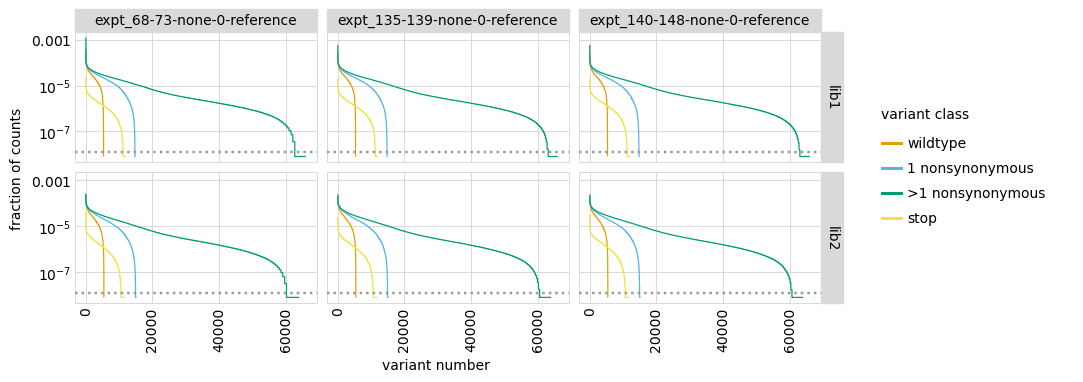 expt_68-73-none-0-reference
expt_135-139-none-0-reference
expt_140-148-none-0-reference
0.001
10⁻⁵
10⁻⁷
lib1
0.001
10⁻⁵
10⁻⁷
lib2
fraction of counts
0
20000
40000
60000
0
20000
40000
60000
0
20000
40000
60000
variant number
variant class
wildtype
1 nonsynonymous
>1 nonsynonymous
stop